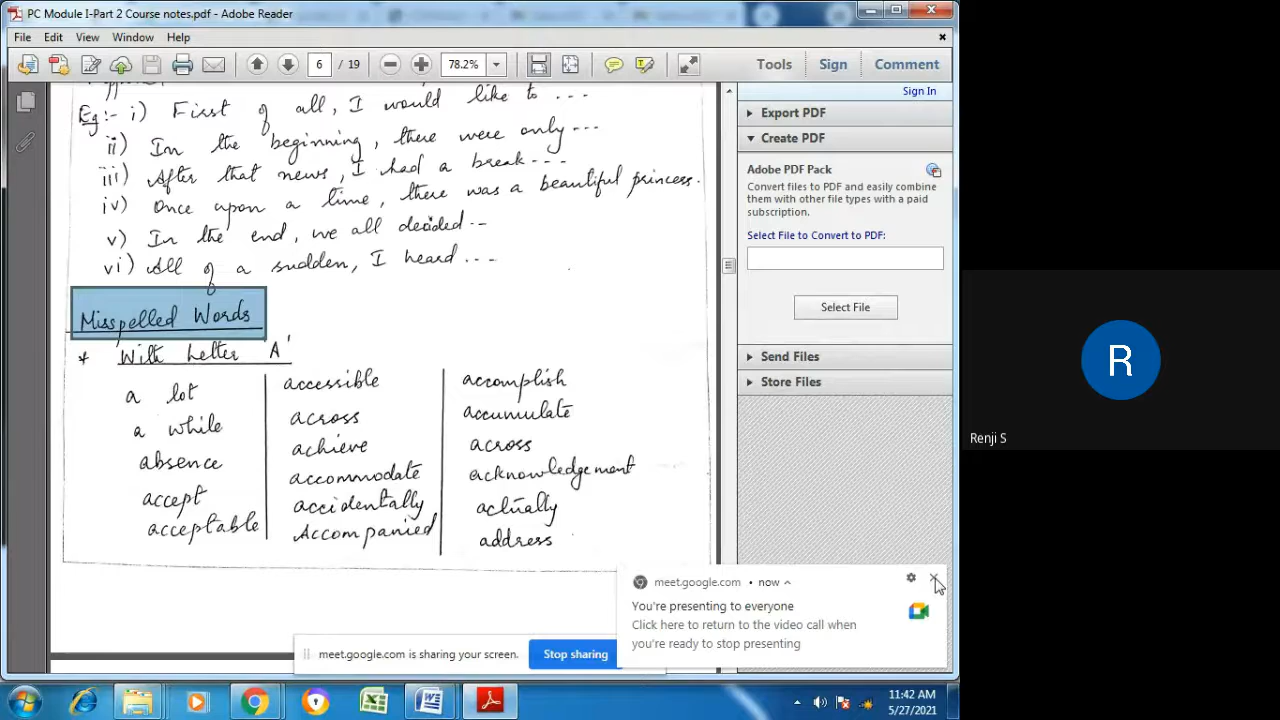 PC Module I-Part 2 Course notes.pdf - Adobe Reader
File Edit View Window Help
6 / 19 78.2% Tools Sign Comment
Sign In
Eg:- i) First of all, I would like to ---
ii) In the beginning, there were only ---
iii) After that news, I had a break ---
iv) Once upon a time, there was a beautiful princess.
v) In the end, we all decided --
vi) All of a sudden, I heard ---
Misspelled Words
* With Letter 'A'
a lot accessible accomplish
a while across accumulate
absence achieve across
accept accommodate acknowledgement
acceptable accidentally actually
Accompanied address
Export PDF
Create PDF
Adobe PDF Pack
Convert files to PDF and easily combine
them with other file types with a paid
subscription.
Select File to Convert to PDF:
Select File
Send Files
Store Files
meet.google.com • now
You're presenting to everyone
Click here to return to the video call when
you're ready to stop presenting
meet.google.com is sharing your screen. Stop sharing
11:42 AM
5/27/2021
R
Renji S